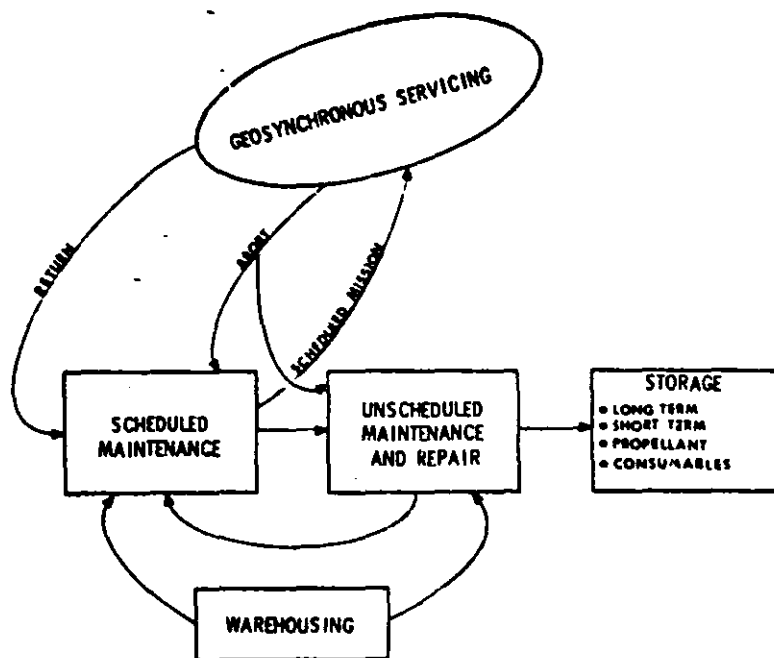 GEOSYNCHRONOUS SERVICING
RETURN
ABORT
SCHEDULED MISSION
SCHEDULED
MAINTENANCE
UNSCHEDULED
MAINTENANCE
AND REPAIR
STORAGE
• LONG TERM
• SHORT TERM
• PROPELLANT
• CONSUMABLES
WAREHOUSING